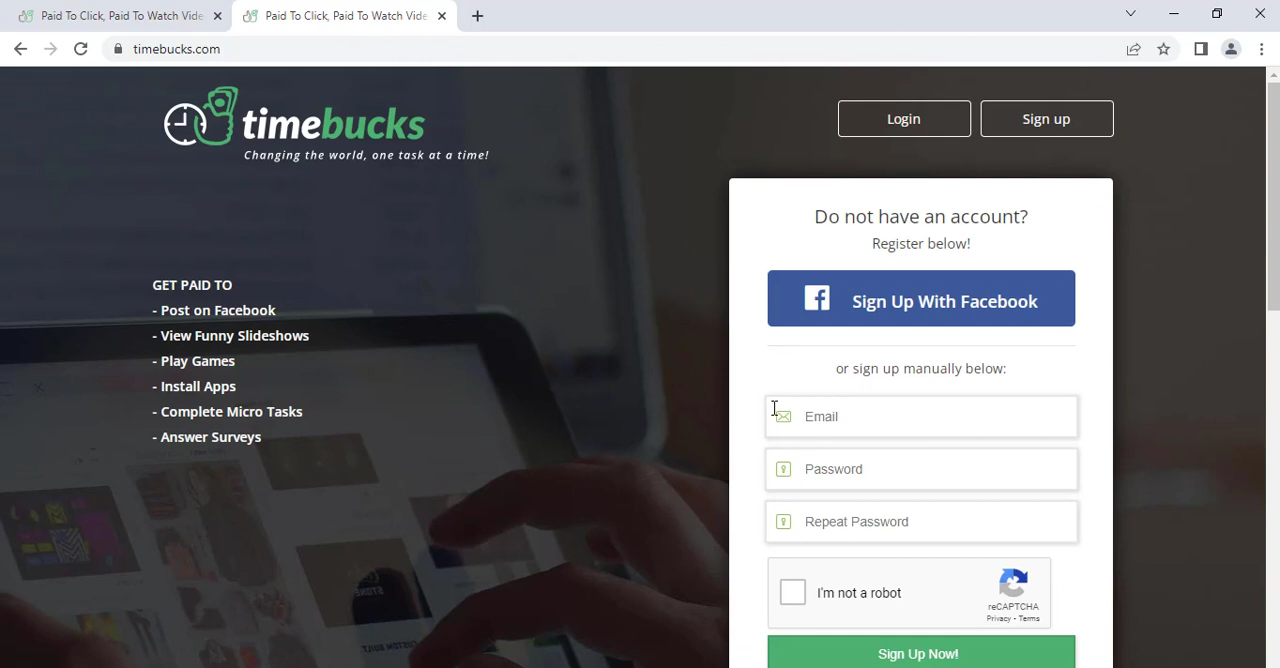 Paid To Click, Paid To Watch Vide
Paid To Click, Paid To Watch Vide
timebucks.com
timebucks
Changing the world, one task at a time!
Login
Sign up
Do not have an account?
Register below!
GET PAID TO
- Post on Facebook
- View Funny Slideshows
- Play Games
- Install Apps
- Complete Micro Tasks
- Answer Surveys
Sign Up With Facebook
or sign up manually below:
Email
Password
Repeat Password
I'm not a robot
reCAPTCHA
Privacy - Terms
Sign Up Now!